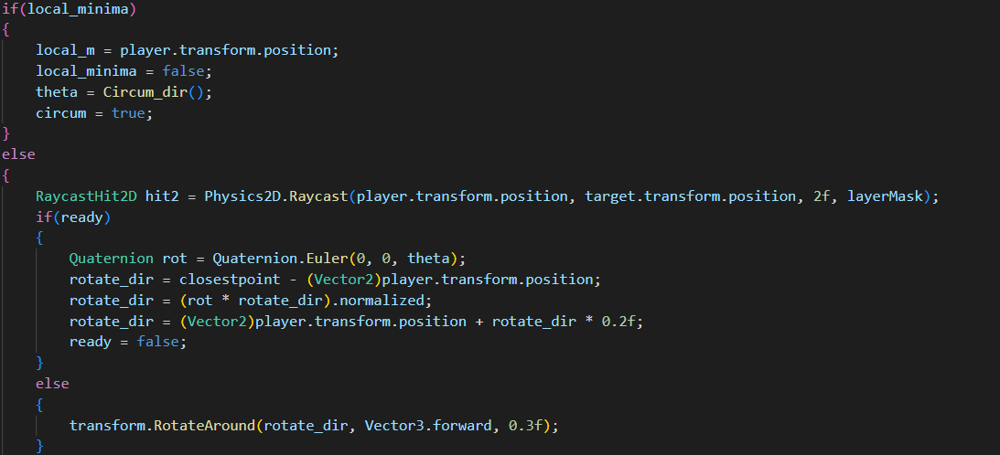 if(local_minima)
{
    local_m = player.transform.position;
    local_minima = false;
    theta = Circum_dir();
    circum = true;
}
else
{
    RaycastHit2D hit2 = Physics2D.Raycast(player.transform.position, target.transform.position, 2f, layerMask);
    if(ready)
    {
        Quaternion rot = Quaternion.Euler(0, 0, theta);
        rotate_dir = closestpoint - (Vector2)player.transform.position;
        rotate_dir = (rot * rotate_dir).normalized;
        rotate_dir = (Vector2)player.transform.position + rotate_dir * 0.2f;
        ready = false;
    }
    else
    {
        transform.RotateAround(rotate_dir, Vector3.forward, 0.3f);
    }